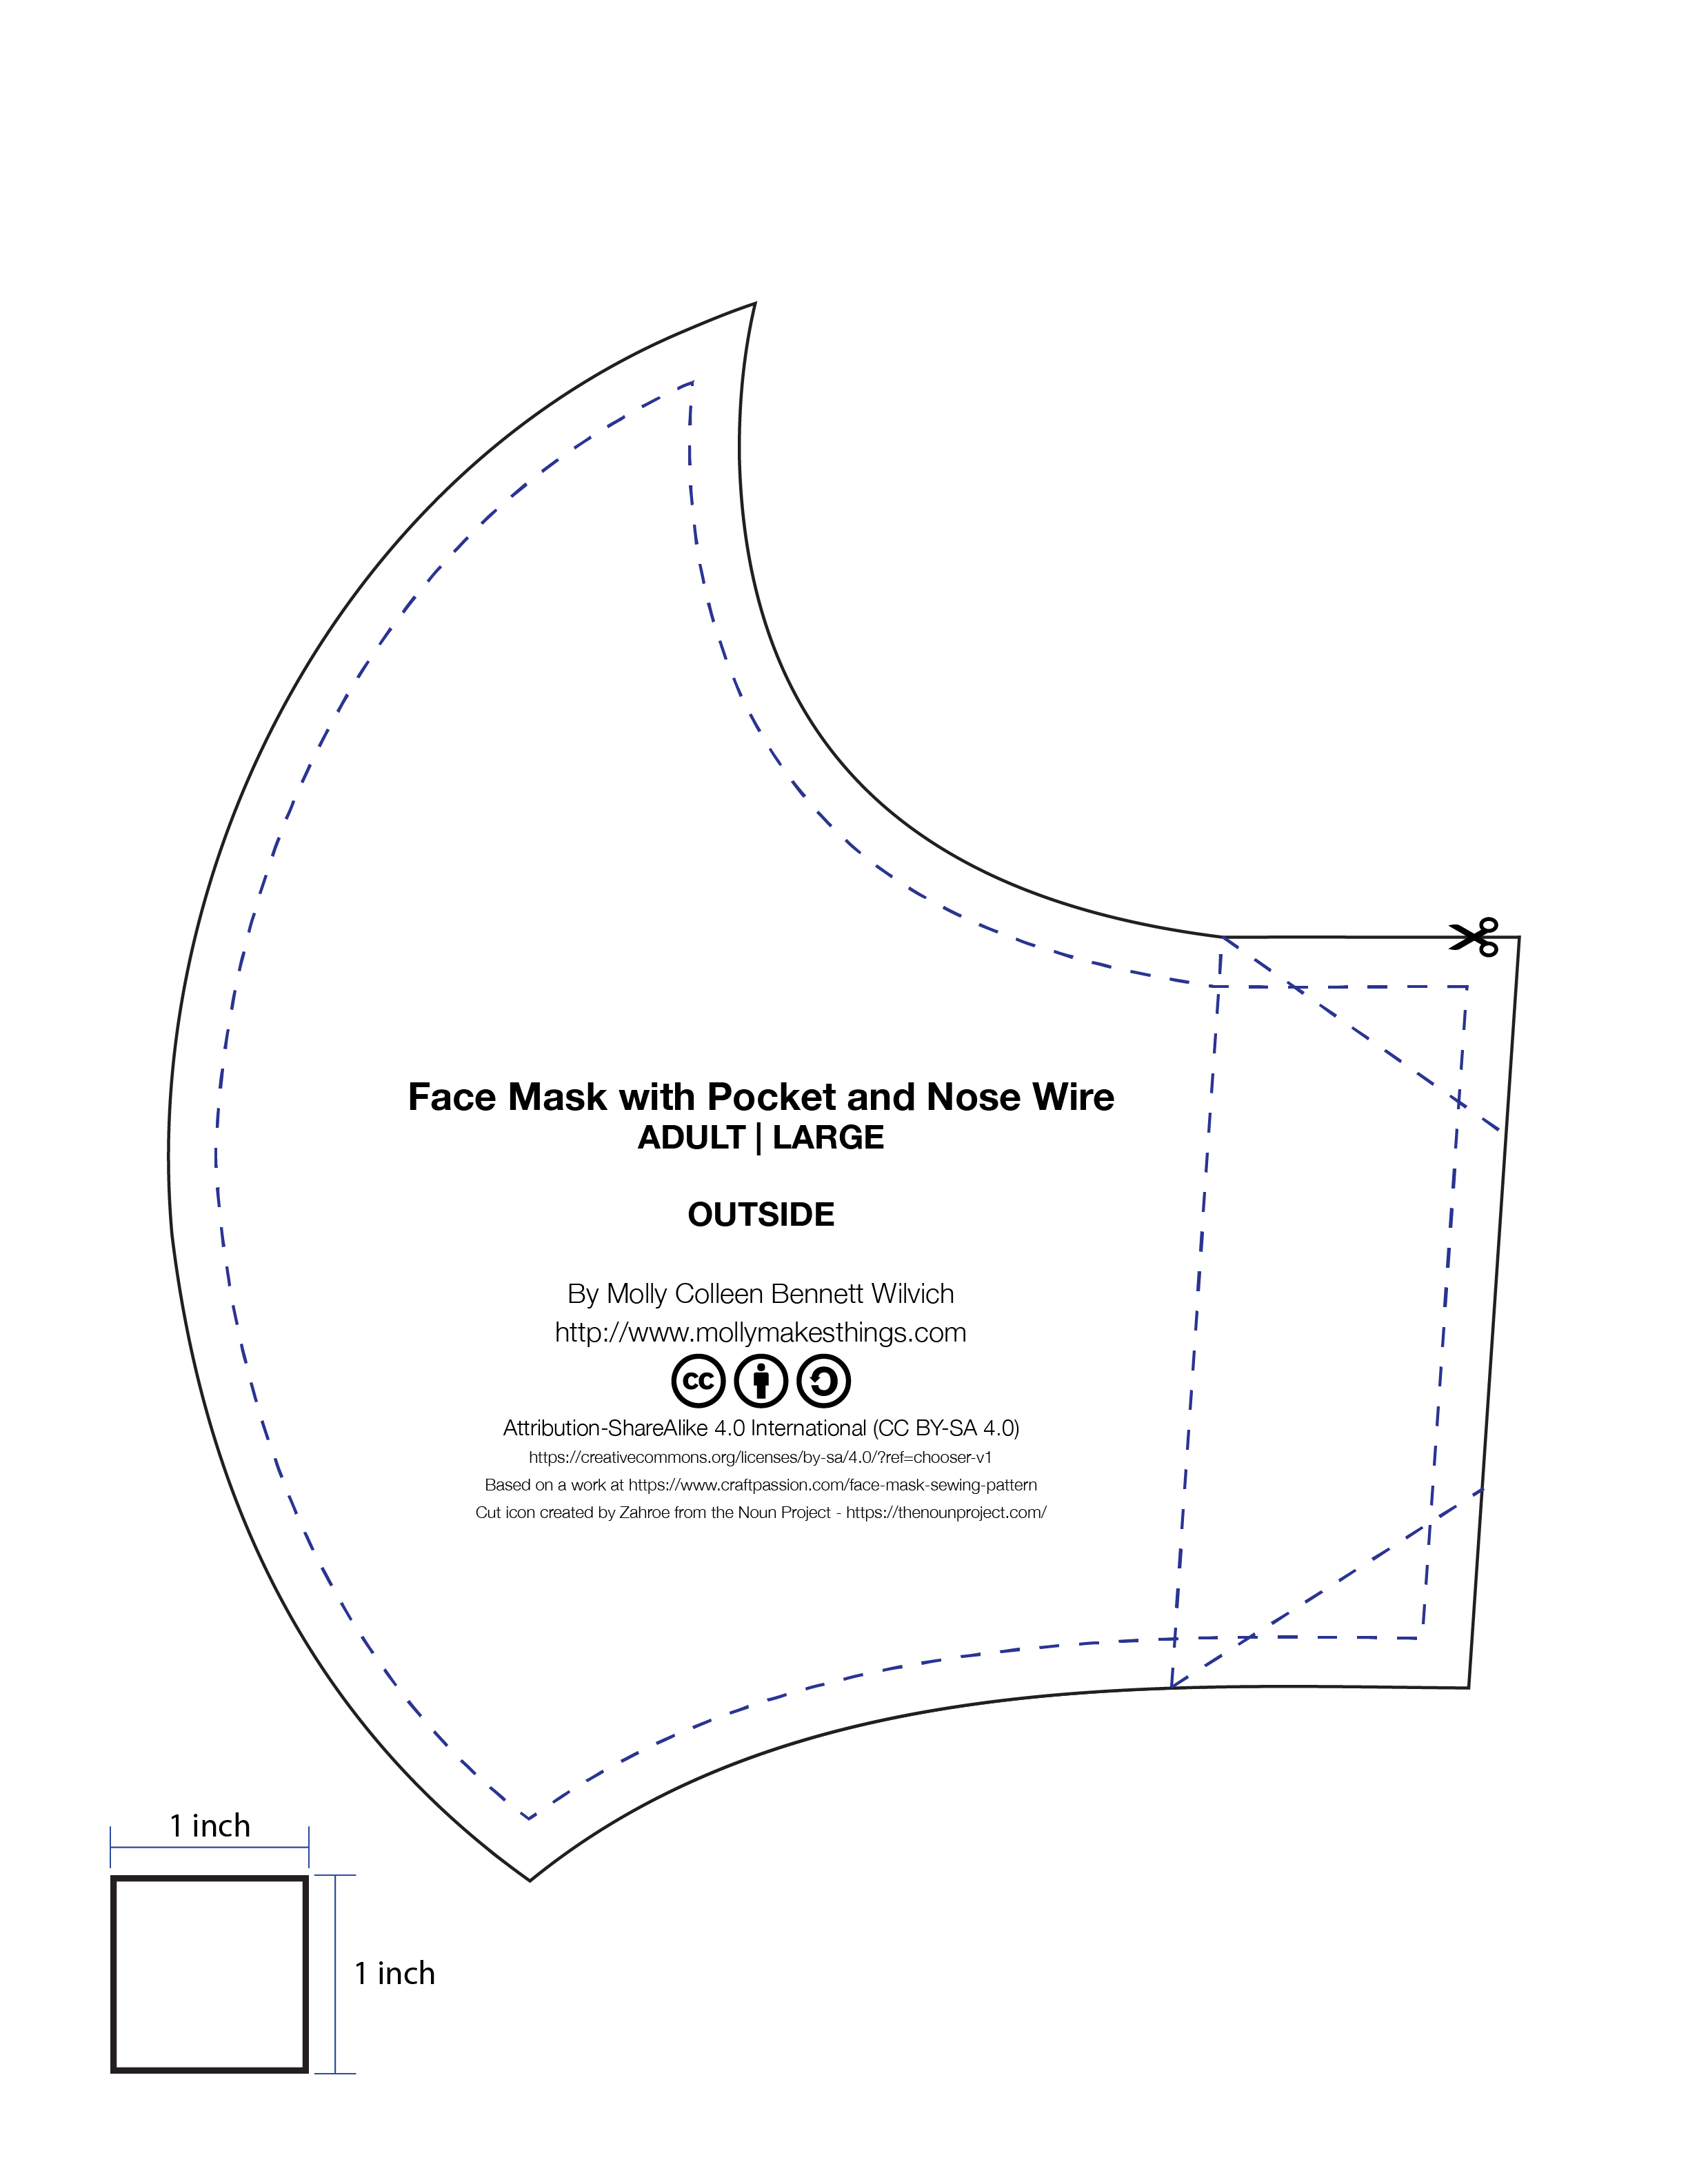 Face Mask with Pocket and Nose Wire
ADULT | LARGE
OUTSIDE
By Molly Colleen Bennett Wilvich
http://www.mollymakesthings.com
cc
Attribution-ShareAlike 4.0 International (CC BY-SA 4.0)
https://creativecommons.org/licenses/by-sa/4.0/?ref=chooser-v1
Based on a work at https://www.craftpassion.com/face-mask-sewing-pattern
Cut icon created by Zahroe from the Noun Project - https://thenounproject.com/
1 inch
1 inch